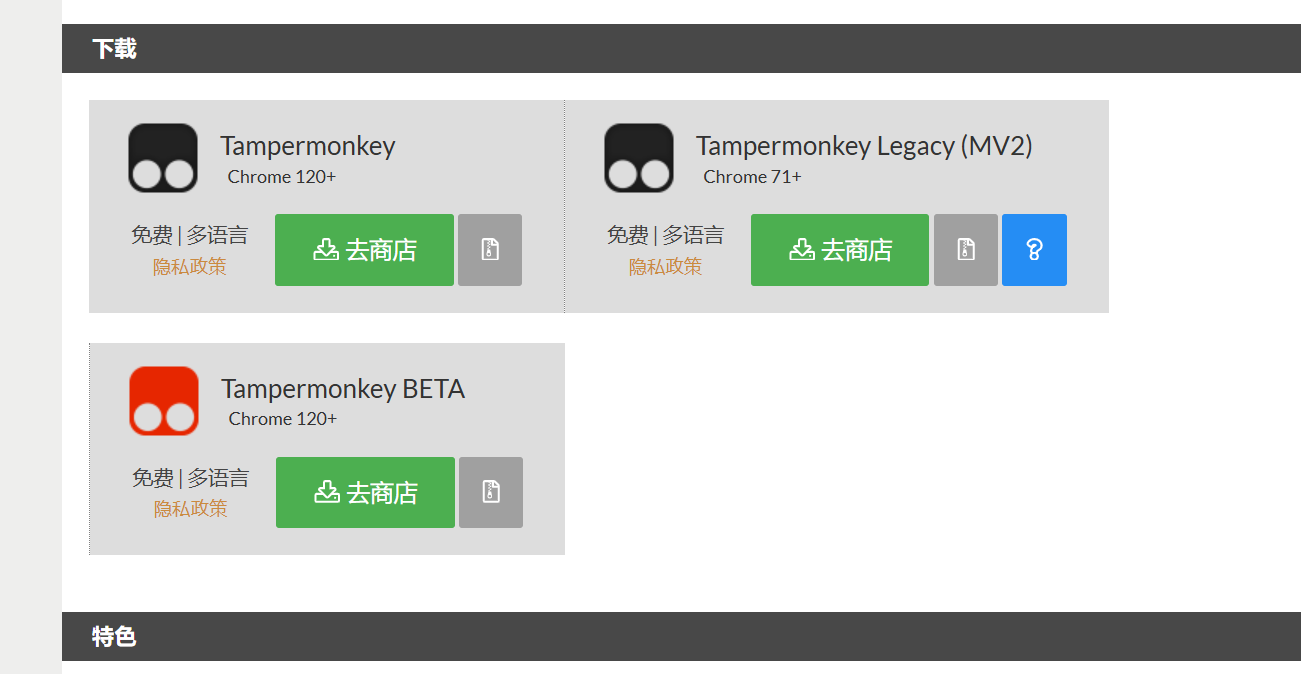 下载
Tampermonkey
Chrome 120+
免费 | 多语言
隐私政策
去商店
Tampermonkey Legacy (MV2)
Chrome 71+
免费 | 多语言
隐私政策
去商店
Tampermonkey BETA
Chrome 120+
免费 | 多语言
隐私政策
去商店
特色